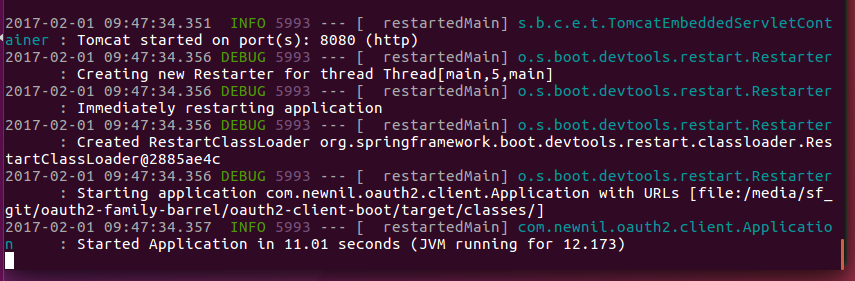 2017-02-01 09:47:34.351  INFO 5993 --- [  restartedMain] s.b.c.e.t.TomcatEmbeddedServletCont
ainer : Tomcat started on port(s): 8080 (http)
2017-02-01 09:47:34.356 DEBUG 5993 --- [  restartedMain] o.s.boot.devtools.restart.Restarter
      : Creating new Restarter for thread Thread[main,5,main]
2017-02-01 09:47:34.356 DEBUG 5993 --- [  restartedMain] o.s.boot.devtools.restart.Restarter
      : Immediately restarting application
2017-02-01 09:47:34.356 DEBUG 5993 --- [  restartedMain] o.s.boot.devtools.restart.Restarter
      : Created RestartClassLoader org.springframework.boot.devtools.restart.classloader.Res
tartClassLoader@2885ae4c
2017-02-01 09:47:34.356 DEBUG 5993 --- [  restartedMain] o.s.boot.devtools.restart.Restarter
      : Starting application com.newnil.oauth2.client.Application with URLs [file:/media/sf_
git/oauth2-family-barrel/oauth2-client-boot/target/classes/]
2017-02-01 09:47:34.357  INFO 5993 --- [  restartedMain] com.newnil.oauth2.client.Applicatio
n     : Started Application in 11.01 seconds (JVM running for 12.173)